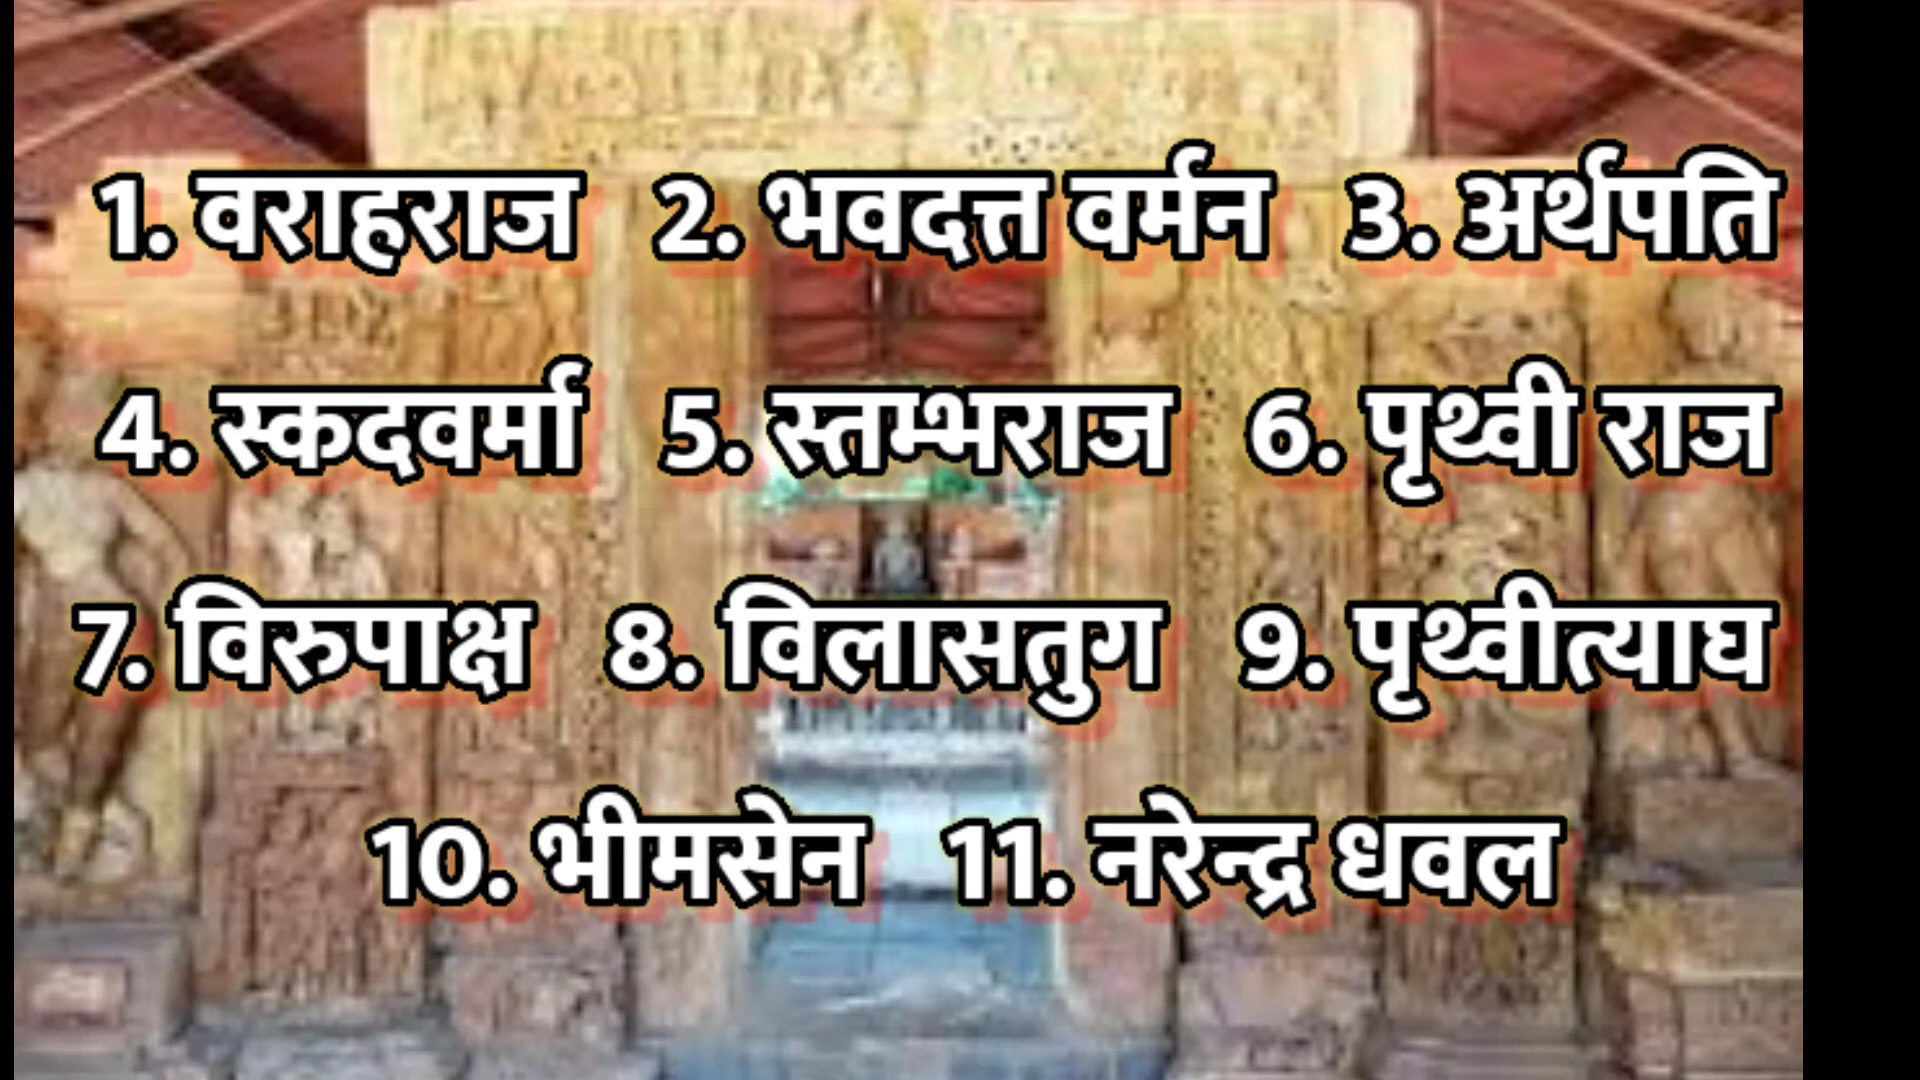 1. वराहराज 2. भवदत्त वर्मन 3. अर्थपति
4. स्कदवर्मा 5. स्तम्भराज 6. पृथ्वी राज
7. विरुपाक्ष 8. विलासतुग 9. पृथ्वीत्याघ
10. भीमसेन 11. नरेन्द्र धवल